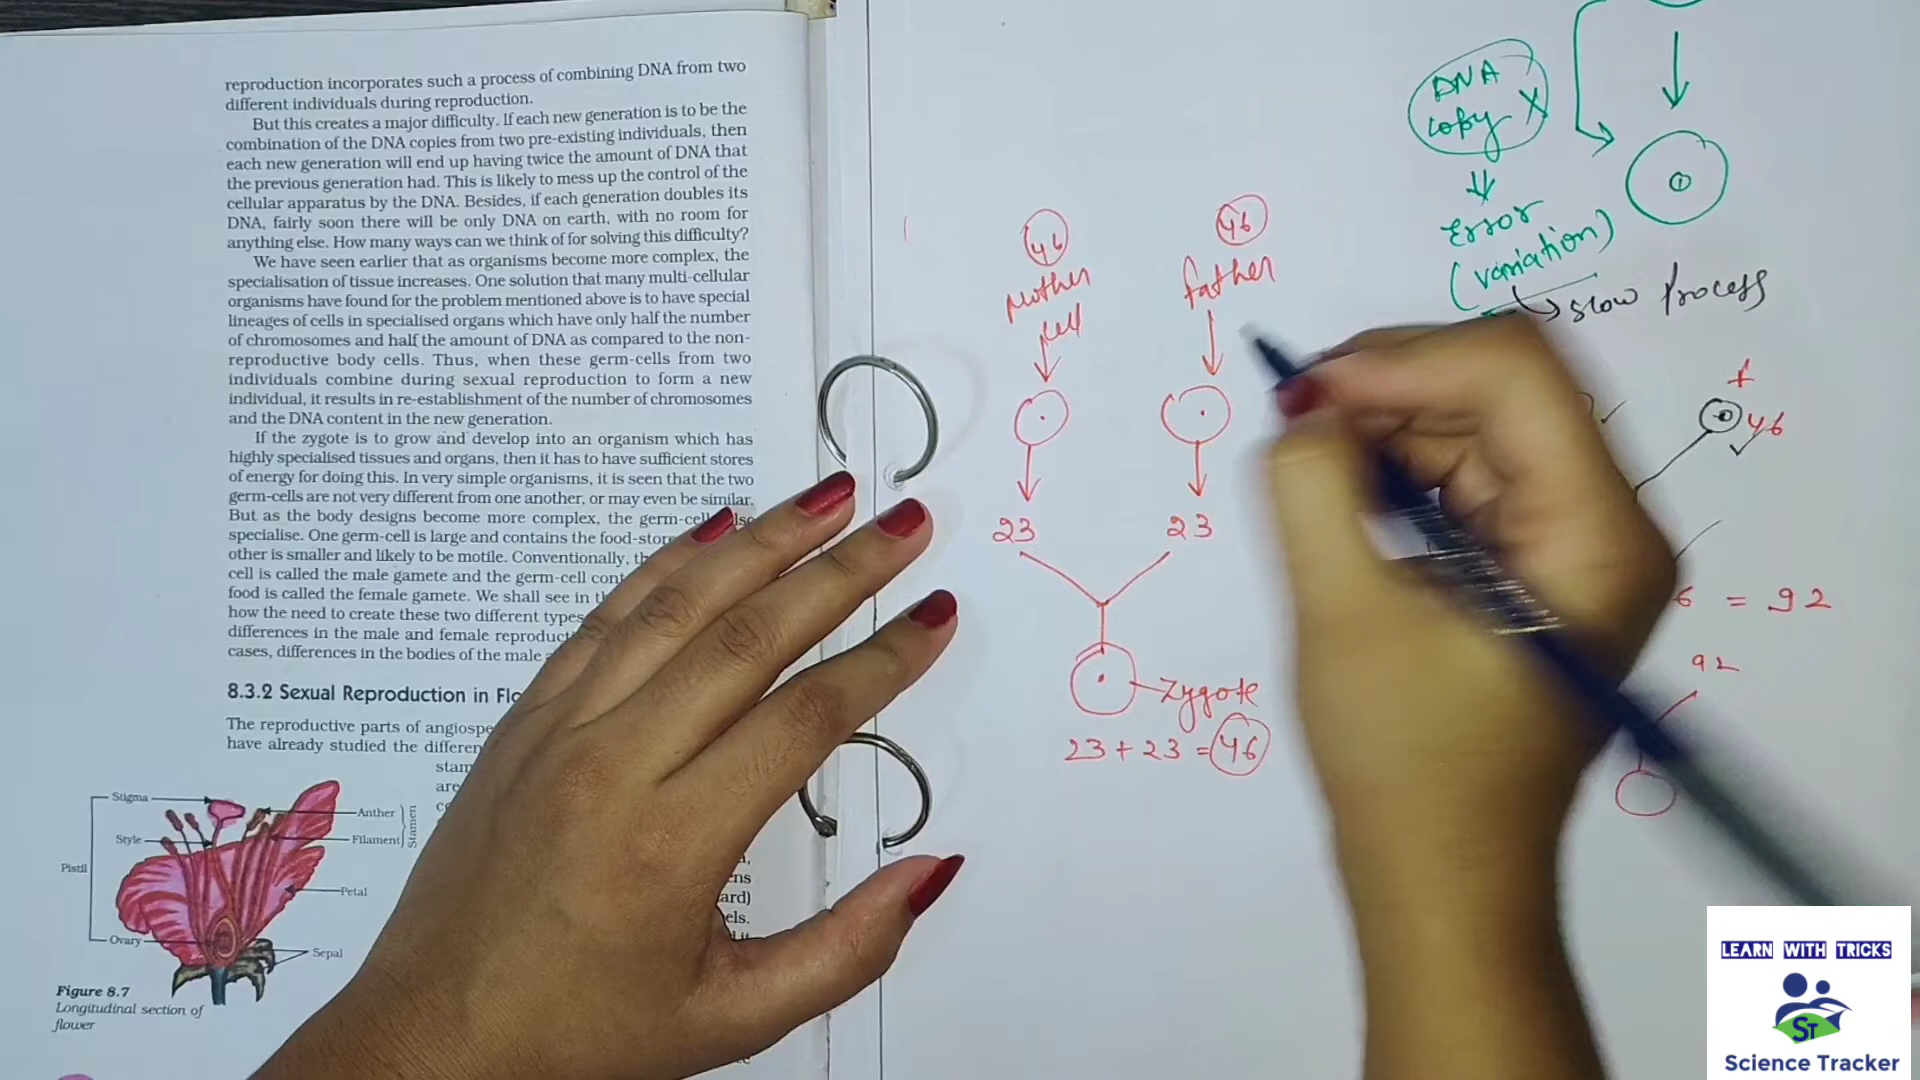 reproduction incorporates such a process of combining DNA from two
different individuals during reproduction.
But this creates a major difficulty. If each new generation is to be the
combination of the DNA copies from two pre-existing individuals, then
each new generation will end up having twice the amount of DNA that
the previous generation had. This is likely to mess up the control of the
cellular apparatus by the DNA. Besides, if each generation doubles its
DNA, fairly soon there will be only DNA on earth, with no room for
anything else. How many ways can we think of for solving this difficulty?
We have seen earlier that as organisms become more complex, the
specialisation of tissue increases. One solution that many multi-cellular
organisms have found for the problem mentioned above is to have special
lineages of cells in specialised organs which have only half the number
of chromosomes and half the amount of DNA as compared to the non-
reproductive body cells. Thus, when these germ-cells from two
individuals combine during sexual reproduction to form a new
individual, it results in re-establishment of the number of chromosomes
and the DNA content in the new generation.
If the zygote is to grow and develop into an organism which has
highly specialised tissues and organs, then it has to have sufficient stores
of energy for doing this. In very simple organisms, it is seen that the two
germ-cells are not very different from one another, or may even be similar.
But as the body designs become more complex, the germ-cell
specialise. One germ-cell is large and contains the food-stor
other is smaller and likely to be motile. Conventionally, th
cell is called the male gamete and the germ-cell cont
food is called the female gamete. We shall see in t
how the need to create these two different types
differences in the male and female reproduct
cases, differences in the bodies of the male
8.3.2 Sexual Reproduction in Flo
The reproductive parts of angiospe
have already studied the differen
stam
are
ens
ard)
els.
Stigma
Style
Pistil
Ovary
Anther
Filament
Stamen
Petal
Sepal
Figure 8.7
Longitudinal section of
flower
46
Mother
cell
23
46
father
23
Zygote
23 + 23 = 46
DNA
copy X
Error
(variation)
slow process
+
46
6 = 92
92
LEARN WITH TRICKS
ST
Science Tracker